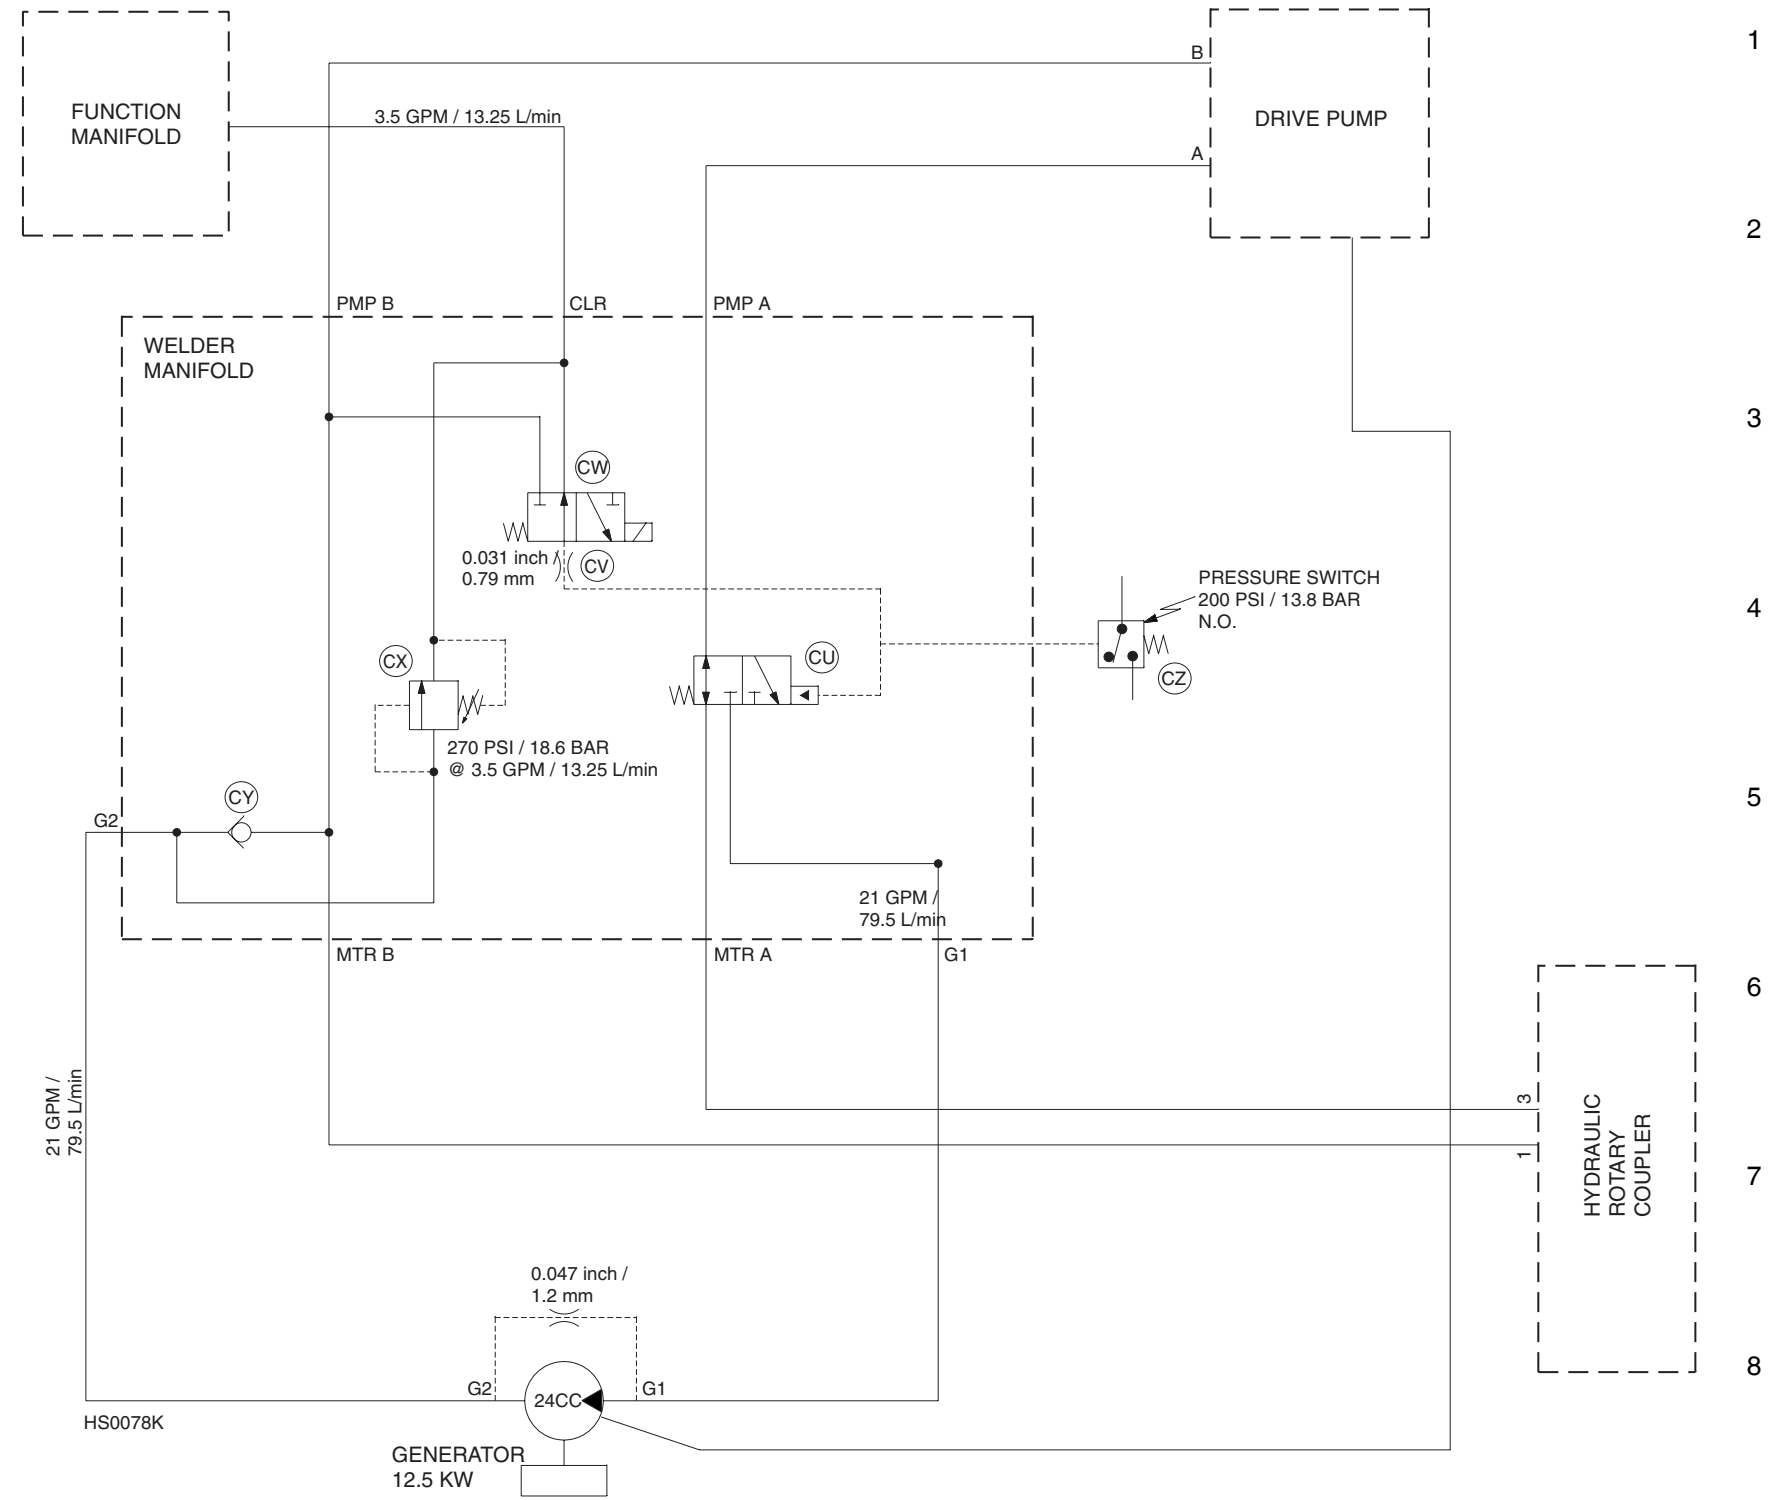 1
B
FUNCTION
MANIFOLD
3.5 GPM / 13.25 L/min
DRIVE PUMP
A
2
PMP B
CLR
PMP A
WELDER
MANIFOLD
3
CW
0.031 inch /
0.79 mm
CV
PRESSURE SWITCH
200 PSI / 13.8 BAR
N.O.
4
CX
CU
CZ
270 PSI / 18.6 BAR
@ 3.5 GPM / 13.25 L/min
CY
5
G2
21 GPM /
79.5 L/min
MTR B
MTR A
G1
6
21 GPM /
79.5 L/min
3
1
HYDRAULIC
ROTARY
COUPLER
7
0.047 inch /
1.2 mm
8
G2
24CC
G1
HS0078K
GENERATOR
12.5 KW